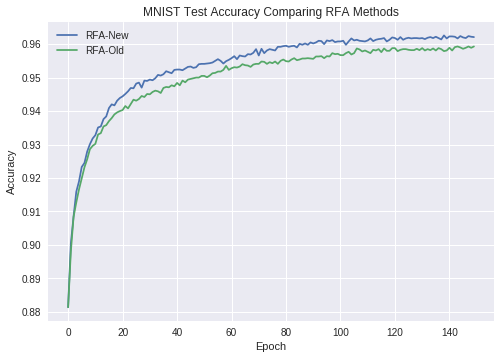 MNIST Test Accuracy Comparing RFA Methods
RFA-New
RFA-Old
0.96
0.95
0.94
0.93
0.92
0.91
0.90
0.89
0.88
Accuracy
0 20 40 60 80 100 120 140
Epoch